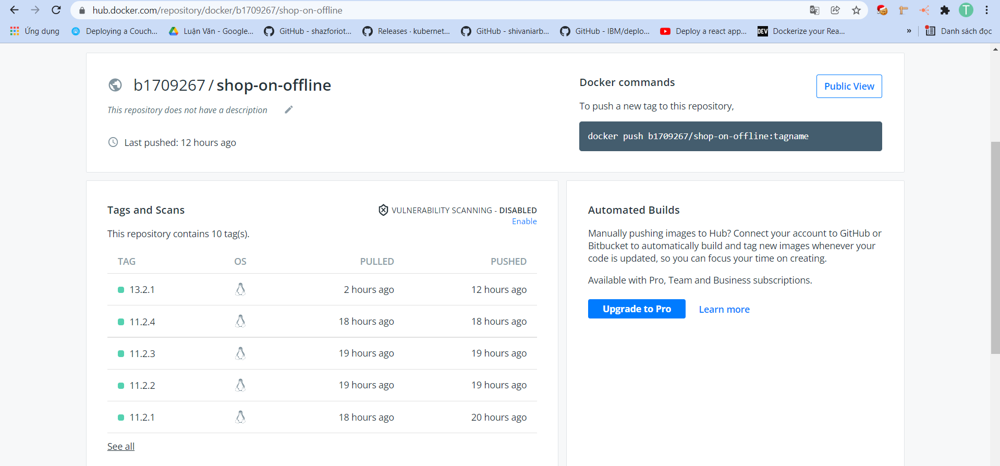 hub.docker.com/repository/docker/b1709267/shop-on-offline
T
Ứng dụng
Deploying a Couch...
Luận Văn - Google...
GitHub - shazforiot...
Releases · kubernet...
GitHub - shivaniarb...
GitHub - IBM/deplo...
Deploy a react app...
DEV
Dockerize your Rea...
»
Danh sách đọc
b1709267 / shop-on-offline
This repository does not have a description
Last pushed: 12 hours ago
Docker commands
Public View
To push a new tag to this repository,
docker push b1709267/shop-on-offline:tagname
Tags and Scans
VULNERABILITY SCANNING - DISABLED
Enable
This repository contains 10 tag(s).
TAG OS PULLED PUSHED
13.2.1 2 hours ago 12 hours ago
11.2.4 18 hours ago 18 hours ago
11.2.3 19 hours ago 19 hours ago
11.2.2 19 hours ago 19 hours ago
11.2.1 18 hours ago 20 hours ago
See all
Automated Builds
Manually pushing images to Hub? Connect your account to GitHub or
Bitbucket to automatically build and tag new images whenever your
code is updated, so you can focus your time on creating.
Available with Pro, Team and Business subscriptions.
Upgrade to Pro
Learn more